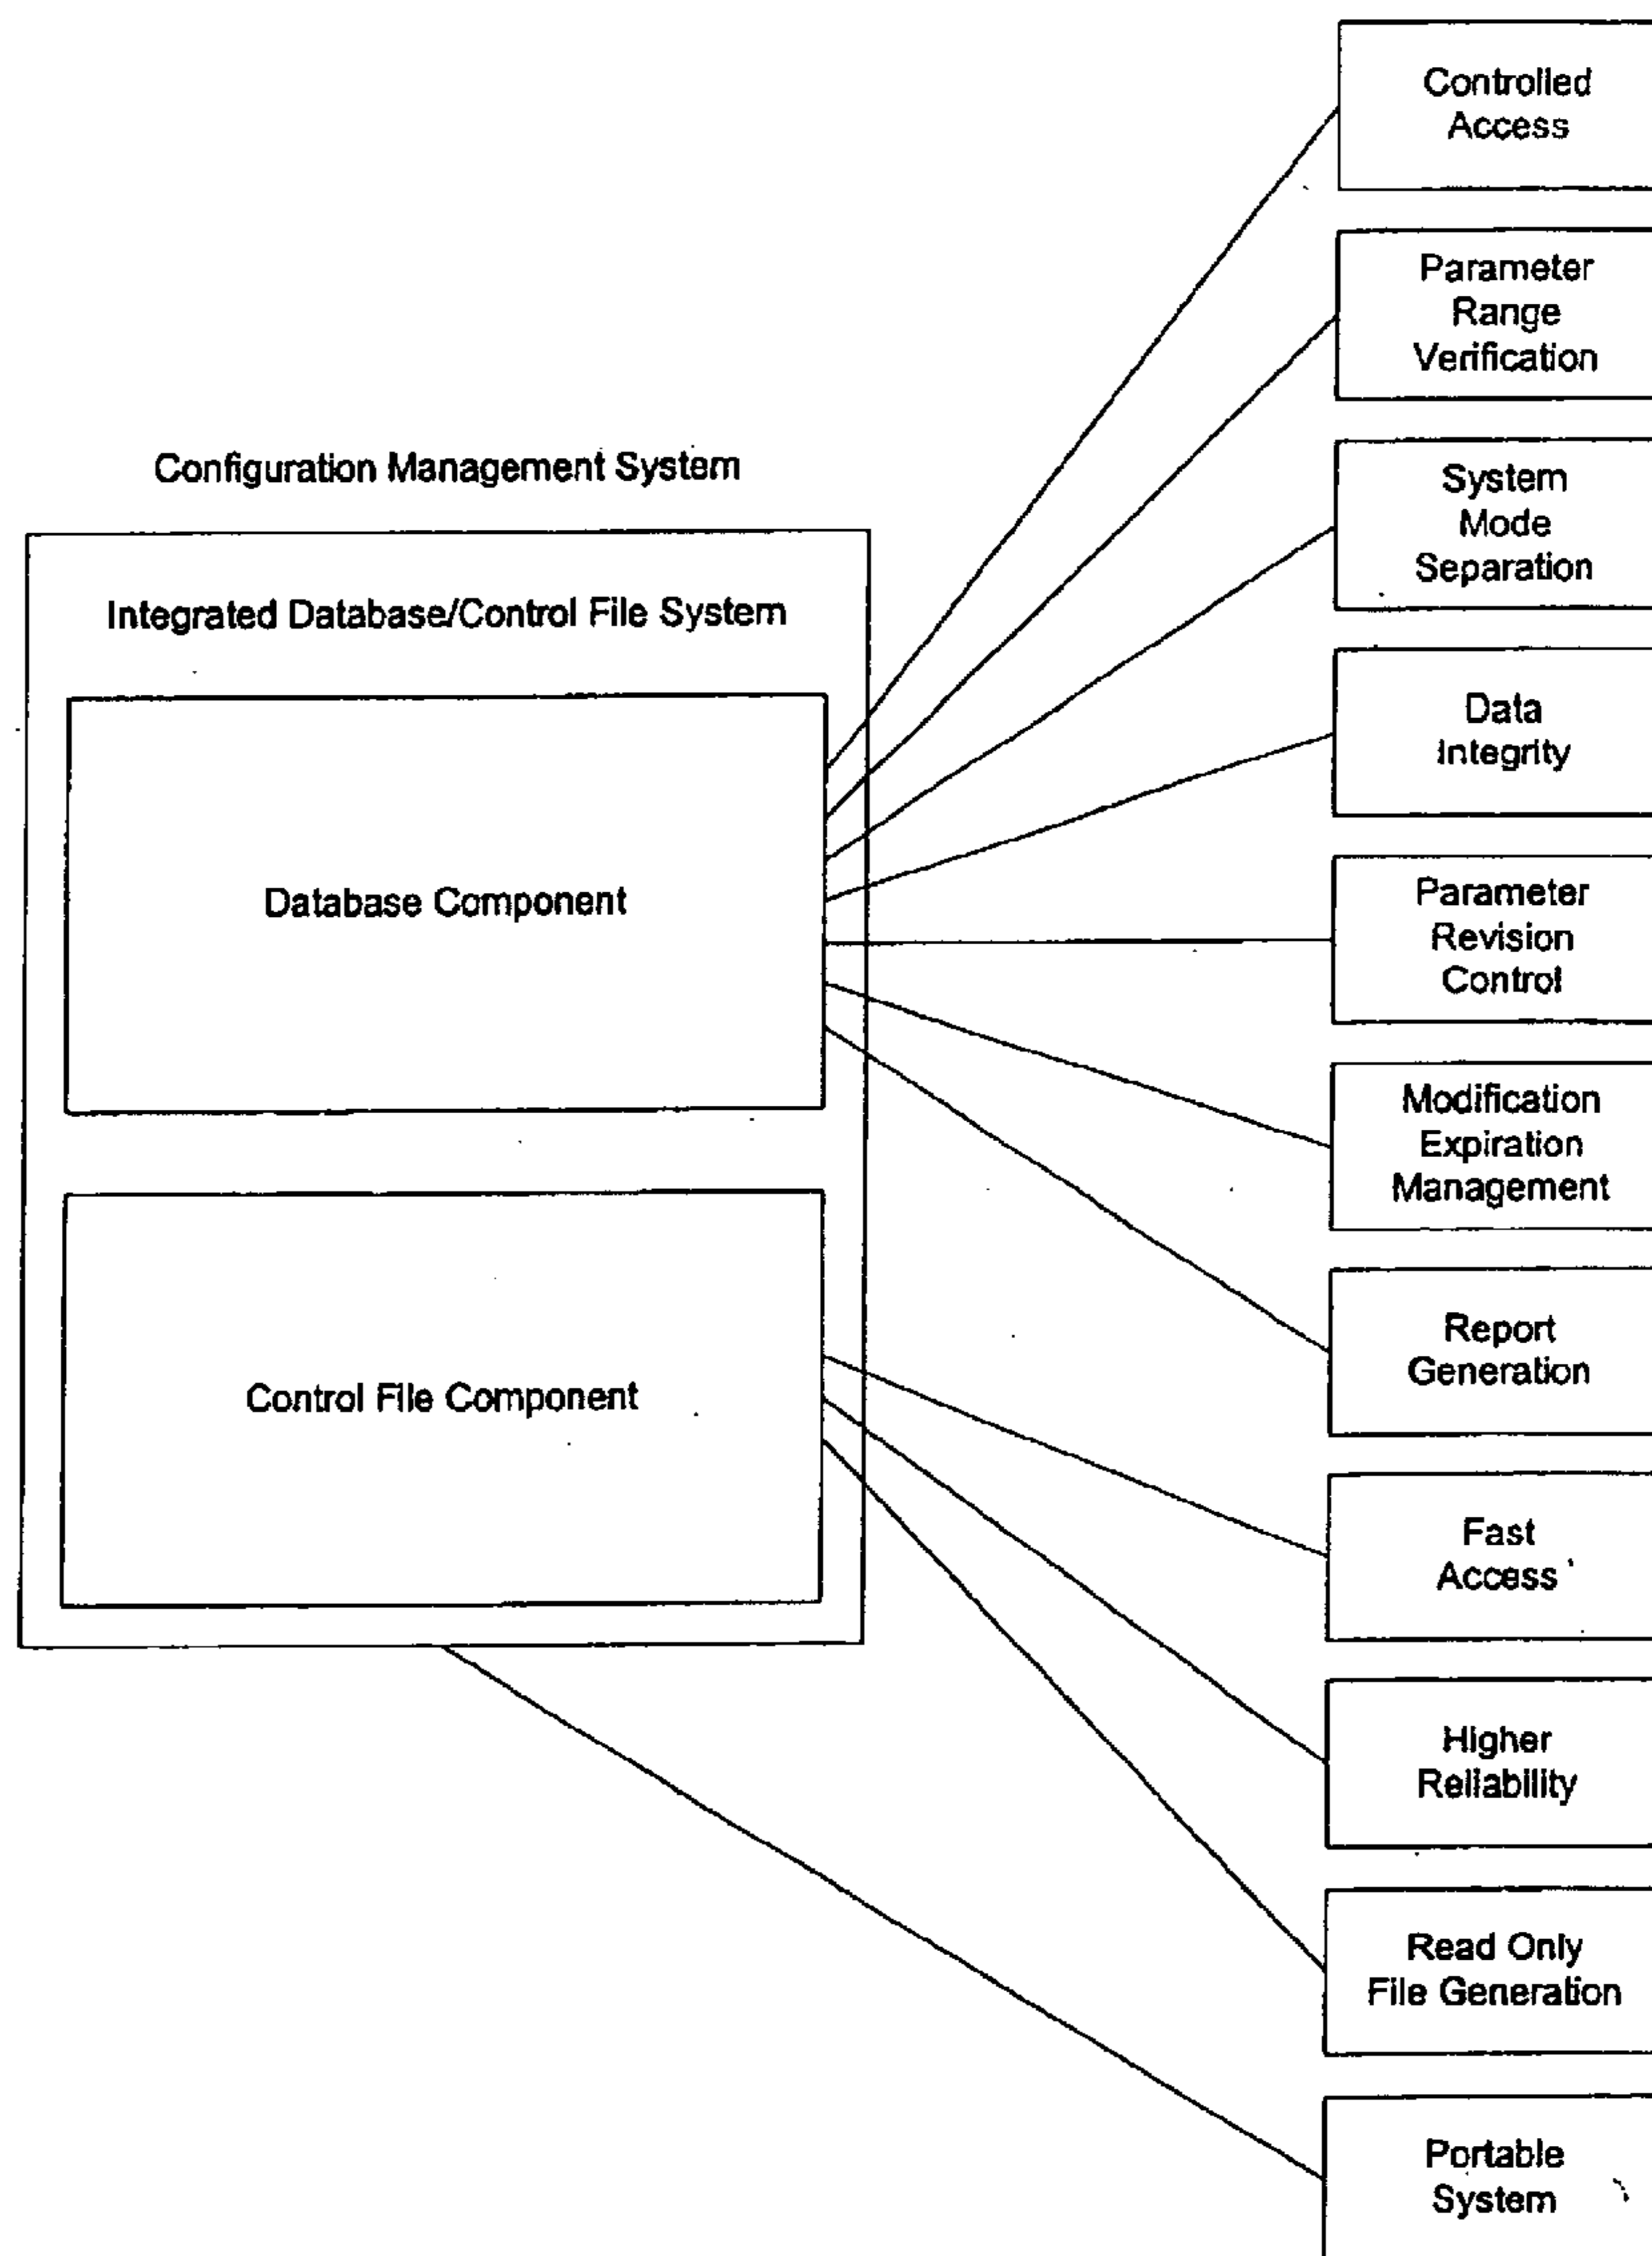 Controlled
Access
Parameter
Range
Verification
Configuration Management System
System
Mode
Separation
Integrated Database/Control File System
Data
Integrity
Database Component
Parameter
Revision
Control
Modification
Expiration
Management
Report
Generation
Control File Component
Fast
Access
Higher
Reliability
Read Only
File Generation
Portable
System